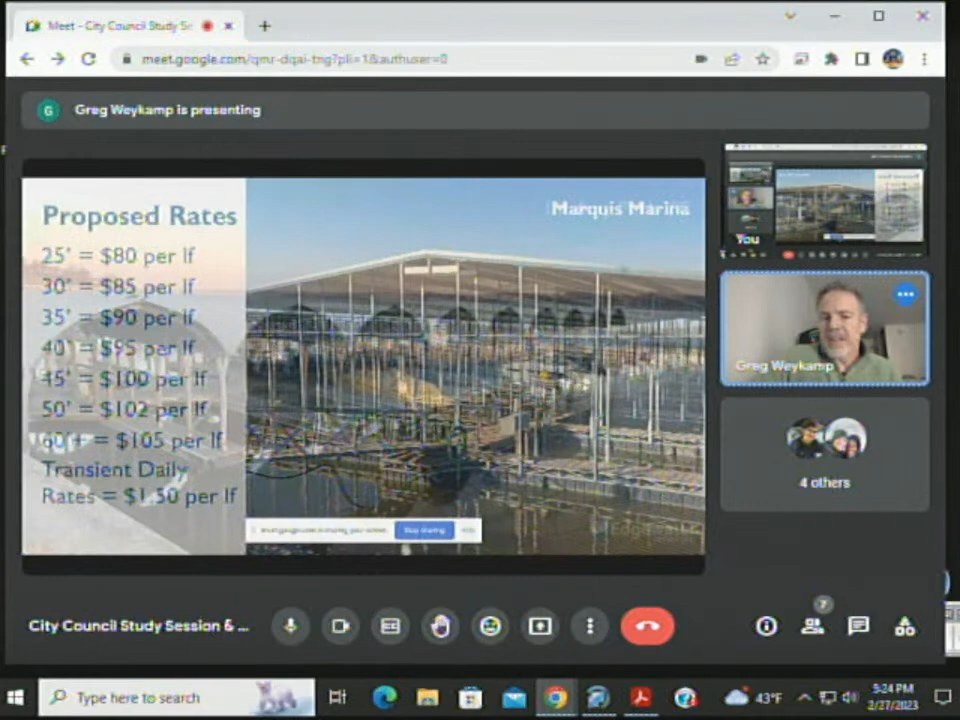 Meet - City Council Study Se
meet.google.com/qmr-dqai-tng?pli=1&authuser=0
G
Greg Weykamp is presenting
Marquis Marina
Proposed Rates
25' = $80 per lf
30' = $85 per lf
35' = $90 per lf
40' = $95 per lf
45' = $100 per lf
50' = $102 per lf
60'+ = $105 per lf
Transient Daily
Rates = $1.50 per lf
Stop sharing
You
Greg Weykamp
4 others
City Council Study Session & ...
7
Type here to search
43°F
5:24 PM
2/27/2023